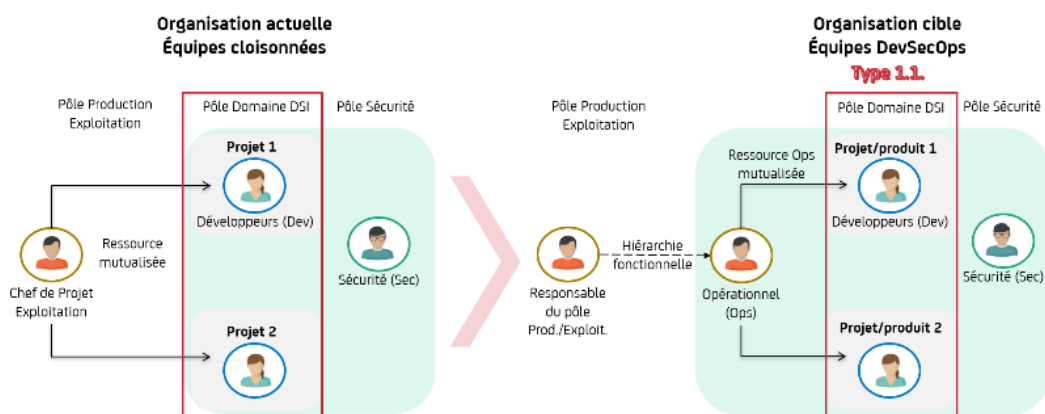 Organisation actuelle
Équipes cloisonnées
Pôle Production
Exploitation
Pôle Domaine DSI
Pôle Sécurité
Projet 1
Développeurs (Dev)
Ressource
mutualisée
Chef de Projet
Exploitation
Sécurité (Sec)
Projet 2
Organisation cible
Équipes DevSecOps
Type 1.1.
Pôle Production
Exploitation
Pôle Domaine DSI
Pôle Sécurité
Projet/produit 1
Ressource Ops
mutualisée
Développeurs (Dev)
Hiérarchie
fonctionnelle
Responsable
du pôle
Prod./Exploit.
Opérationnel
(Ops)
Sécurité (Sec)
Projet/produit 2